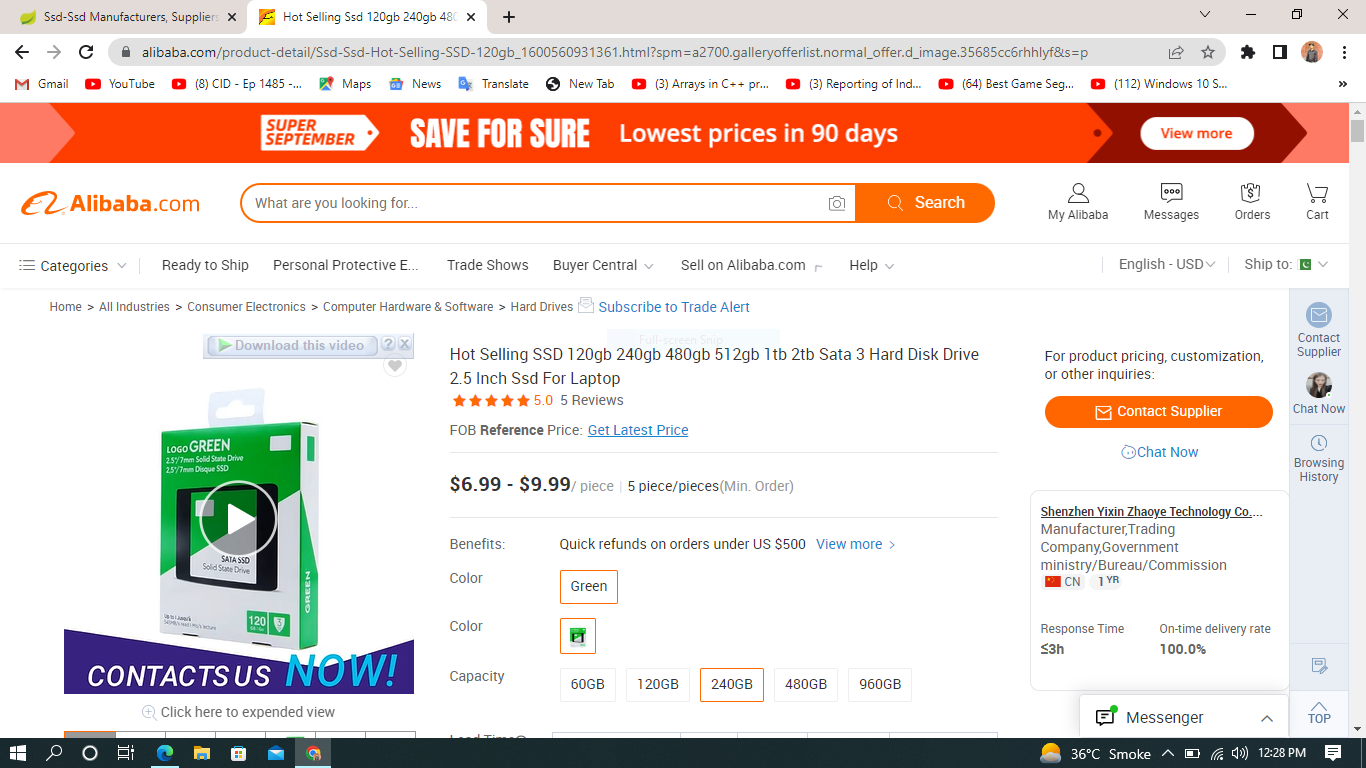 Ssd-Ssd Manufacturers, Suppliers
Hot Selling Ssd 120gb 240gb 480
alibaba.com/product-detail/Ssd-Ssd-Hot-Selling-SSD-120gb_1600560931361.html?spm=a2700.galleryofferlist.normal_offer.d_image.35685cc6rhhlyf&s=p
Gmail
YouTube
(8) CID - Ep 1485 -...
Maps
News
Translate
New Tab
(3) Arrays in C++ pr...
(3) Reporting of Ind...
(64) Best Game Seg...
(112) Windows 10 S...
SUPER
SEPTEMBER
SAVE FOR SURE
Lowest prices in 90 days
View more
Alibaba.com
What are you looking for...
Search
My Alibaba
Messages
Orders
Cart
Categories
Ready to Ship
Personal Protective E...
Trade Shows
Buyer Central
Sell on Alibaba.com
Help
English - USD
Ship to:
Home > All Industries > Consumer Electronics > Computer Hardware & Software > Hard Drives
Subscribe to Trade Alert
Full-screen Snip
Download this video
?
LOGO GREEN
2.5"/7mm Solid State Drive
2,5"/7mm Disque SSD
SATA SSD
Solid State Drive
GREEN
120
CONTACTS US NOW!
Click here to expended view
Hot Selling SSD 120gb 240gb 480gb 512gb 1tb 2tb Sata 3 Hard Disk Drive
2.5 Inch Ssd For Laptop
5.0 5 Reviews
FOB Reference Price: Get Latest Price
$6.99 - $9.99/ piece | 5 piece/pieces(Min. Order)
Benefits:
Quick refunds on orders under US $500
View more >
Color
Green
Color
Capacity
60GB
120GB
240GB
480GB
960GB
For product pricing, customization,
or other inquiries:
Contact Supplier
Chat Now
Shenzhen Yixin Zhaoye Technology Co....
Manufacturer,Trading
Company,Government
ministry/Bureau/Commission
CN
1 YR
Response Time
On-time delivery rate
≤3h
100.0%
Contact
Supplier
Chat Now
Browsing
History
TOP
Messenger
36°C Smoke
12:28 PM